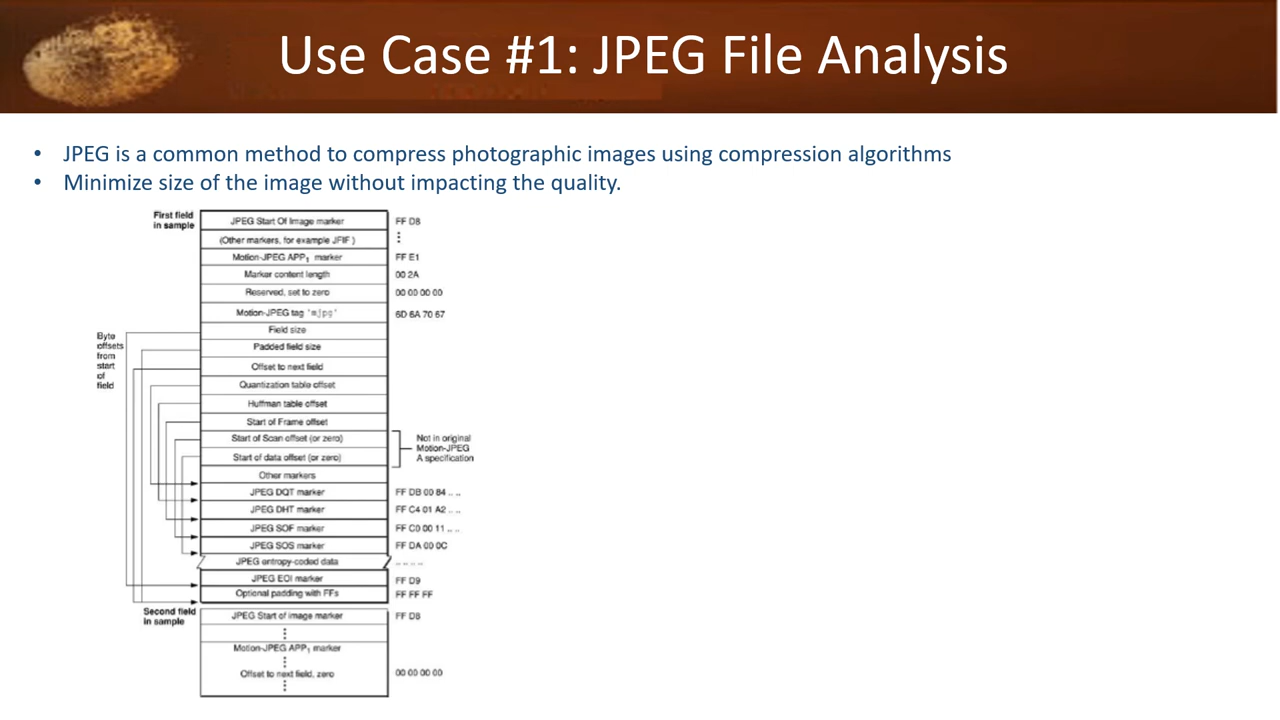 Use Case #1: JPEG File Analysis
• JPEG is a common method to compress photographic images using compression algorithms
• Minimize size of the image without impacting the quality.
First field
in sample
JPEG Start Of Image marker FF D8
(Other markers, for example JFIF )
Motion-JPEG APP1 marker FF E1
Marker content length 00 2A
Reserved, set to zero 00 00 00 00
Motion-JPEG tag 'mjpg' 6D 6A 70 67
Field size
Byte
offsets
from
start
of
field
Padded field size
Offset to next field
Quantization table offset
Huffman table offset
Start of Frame offset
Start of Scan offset (or zero)
Start of data offset (or zero)
Not in original
Motion-JPEG
A specification
Other markers
JPEG DQT marker FF DB 00 84 .. ..
JPEG DHT marker FF C4 01 A2 .. ..
JPEG SOF marker FF C0 00 11 .. ..
JPEG SOS marker FF DA 00 0C
JPEG entropy-coded data .. .. .. ..
JPEG EOI marker FF D9
Optional padding with FFs FF FF FF
Second field
in sample
JPEG Start of image marker FF D8
Motion-JPEG APP1 marker
Offset to next field, zero 00 00 00 00